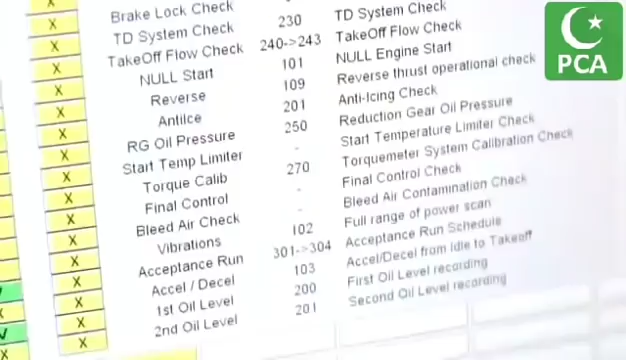 X Brake Lock Check
X TD System Check 230 TD System Check
X TakeOff Flow Check 240->243 TakeOff Flow Check
X NULL Start 101 NULL Engine Start
X Reverse 109 Reverse thrust operational check
X AntiIce 201 Anti-Icing Check
X RG Oil Pressure 250 Reduction Gear Oil Pressure
X Start Temp Limiter - Start Temperature Limiter Check
X Torque Calib 270 Torquemeter System Calibration Check
X Final Control - Final Control Check
X Bleed Air Check - Bleed Air Contamination Check
X Vibrations 102 Full range of power scan
X Acceptance Run 301->304 Acceptance Run Schedule
X Accel / Decel 103 Accel/Decel from Idle to Takeoff
X 1st Oil Level 200 First Oil Level recording
X 2nd Oil Level 201 Second Oil Level recording
PCA